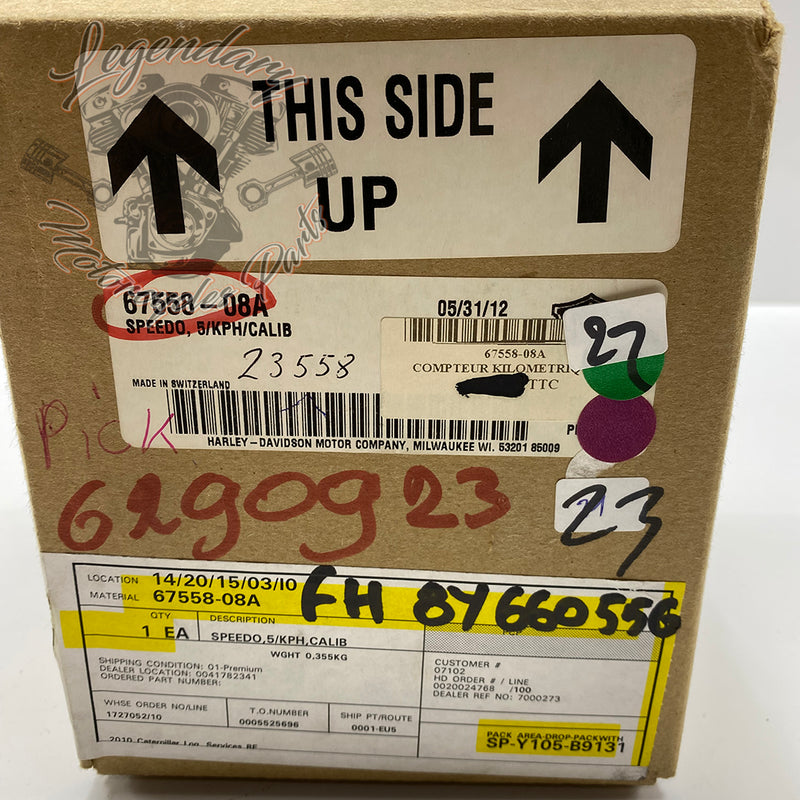 Legendary
Motorcycles Parts
THIS SIDE
UP
67558-08A
SPEEDO, 5/KPH/CALIB
05/31/12
67558-08A
COMPTEUR KILOMETRIQ
TTC
23558
27
MADE IN SWITZERLAND
HARLEY-DAVIDSON MOTOR COMPANY, MILWAUKEE WI. 53201 85009
Pick
6290923
23
LOCATION 14/20/15/03/10
MATERIAL 67558-08A
FH 8Y660556
QTY DESCRIPTION
1 EA SPEEDO,5/KPH,CALIB
WGHT 0,355KG
SHIPPING CONDITION: 01-Premium
DEALER LOCATION: 0041782341
ORDERED PART NUMBER:
CUSTOMER #
07102
HD ORDER # / LINE
0020024768 /100
DEALER REF NO: 7000273
WHSE ORDER NO/LINE
1727052/10
T.O.NUMBER
0005525696
SHIP PT/ROUTE
0001-EU5
PACK AREA-DROP-PACKWITH
SP-Y105-B9131
2010 Caterpillar Log. Services BE